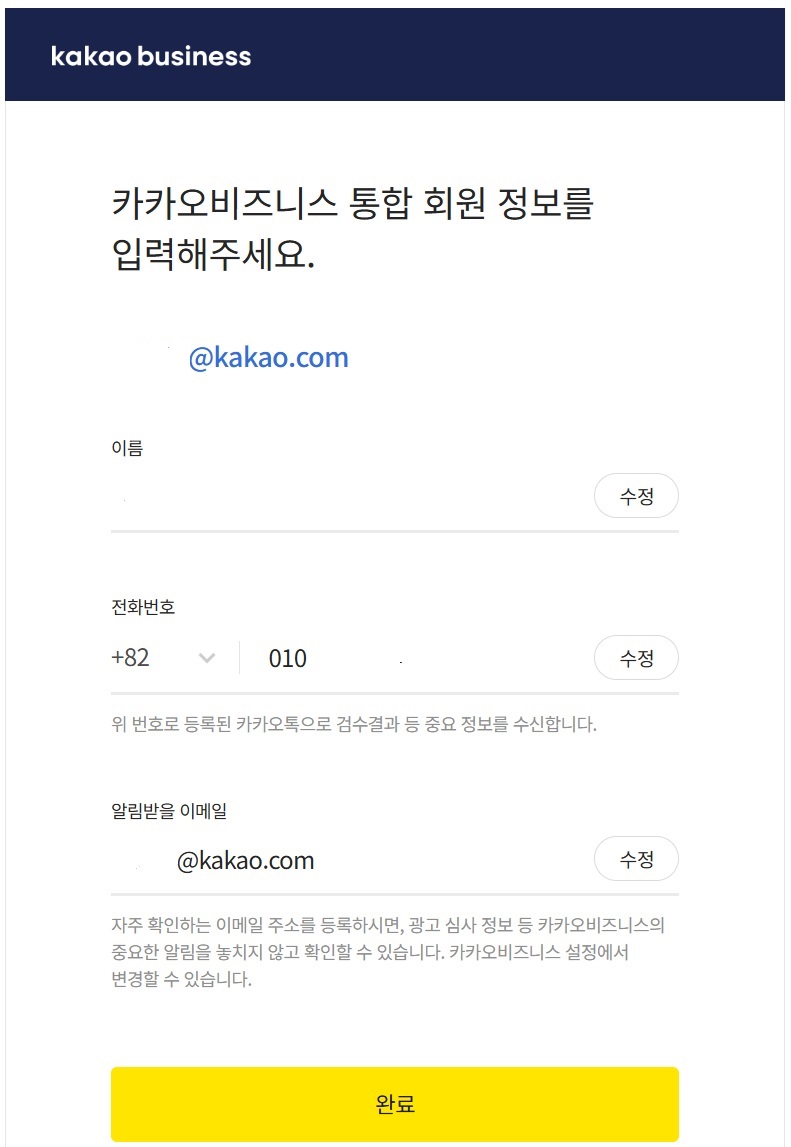 kakao business
카카오비즈니스 통합 회원 정보를
입력해주세요.
@kakao.com
이름
수정
전화번호
+82 010 수정
위 번호로 등록된 카카오톡으로 검수결과 등 중요 정보를 수신합니다.
알림받을 이메일
@kakao.com 수정
자주 확인하는 이메일 주소를 등록하시면, 광고 심사 정보 등 카카오비즈니스의
중요한 알림을 놓치지 않고 확인할 수 있습니다. 카카오비즈니스 설정에서
변경할 수 있습니다.
완료